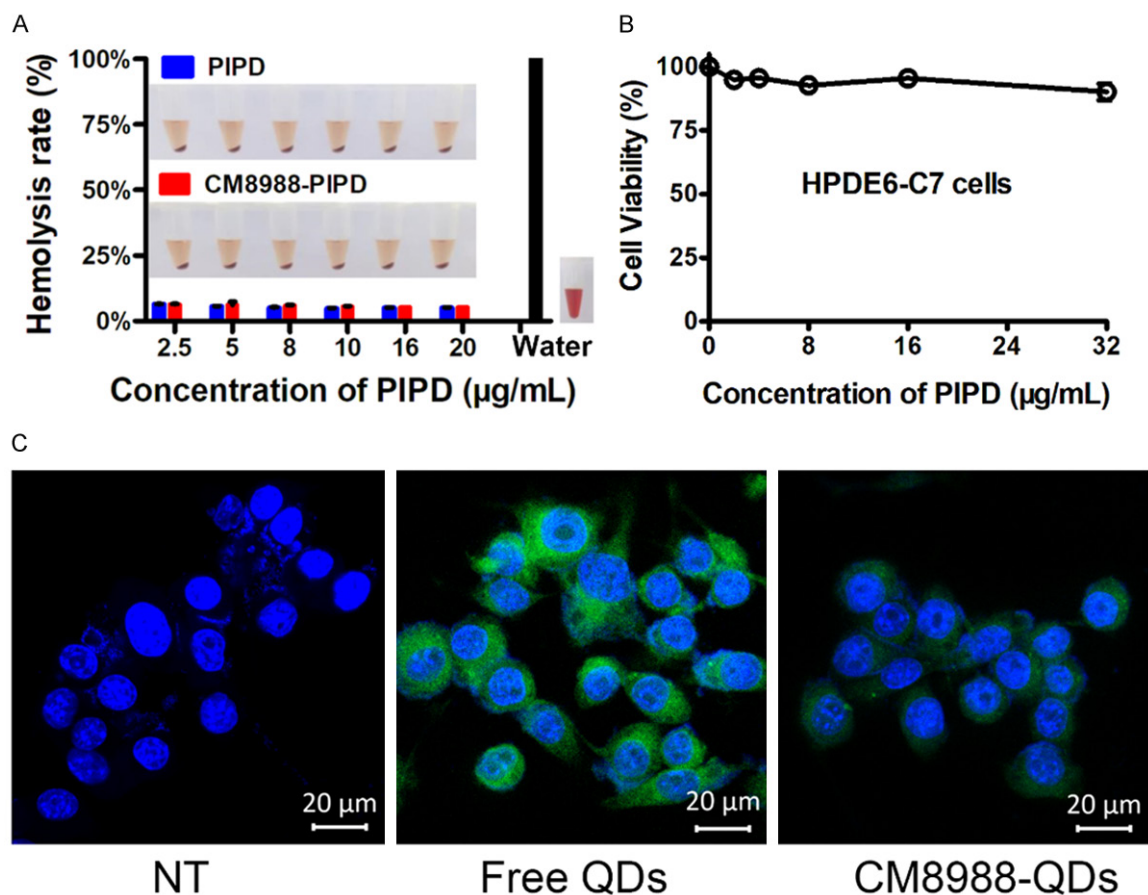 A
Hemolysis rate (%)
100%
75%
50%
25%
0%
PIPD
CM8988-PIPD
2.5 5 8 10 16 20 Water
Concentration of PIPD (µg/mL)
B
Cell Viability (%)
100
75
50
25
0
HPDE6-C7 cells
0 8 16 24 32
Concentration of PIPD (µg/mL)
C
20 µm
20 µm
20 µm
NT
Free QDs
CM8988-QDs